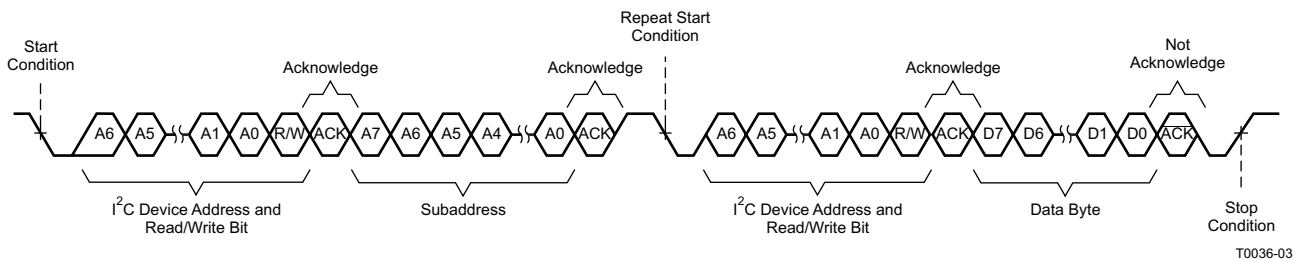 Repeat Start
Condition
Start
Condition
Not
Acknowledge
Acknowledge
Acknowledge
Acknowledge
A6 A5 A1 A0 R/W ACK A7 A6 A5 A4 A0 ACK A6 A5 A1 A0 R/W ACK D7 D6 D1 D0 A̅C̅K̅
I²C Device Address and
Read/Write Bit
Subaddress
I²C Device Address and
Read/Write Bit
Data Byte
Stop
Condition
T0036-03